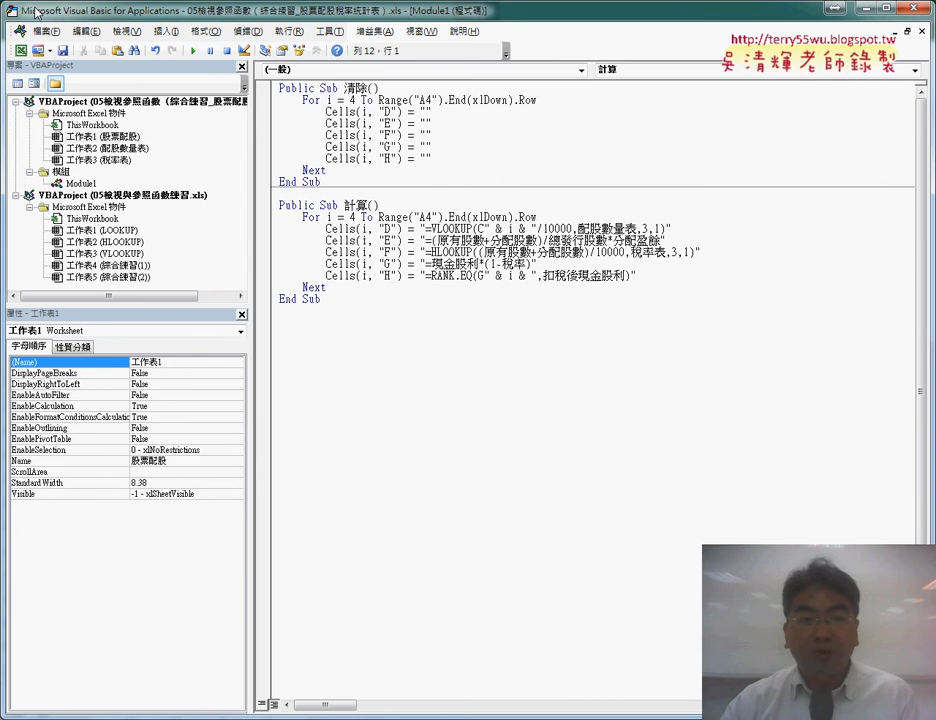 Microsoft Visual Basic for Applications - 05檢視參照函數（綜合練習_股票配股稅率統計表）.xls - [Module1 (程式碼)]
檔案(F) 編輯(E) 檢視(V) 插入(I) 格式(O) 偵錯(D) 執行(R) 工具(T) 增益集(A) 視窗(W) 說明(H)
http://terry55wu.blogspot.tw
吳清輝老師錄製
列 12，行 1
專案 - VBAProject
(一般)
計算
VBAProject (05檢視參照函數（綜合練習_股票配股
Microsoft Excel 物件
ThisWorkbook
工作表1 (股票配股)
工作表2 (配股數量表)
工作表3 (稅率表)
模組
Module1
VBAProject (05檢視與參照函數練習.xls)
Microsoft Excel 物件
ThisWorkbook
工作表1 (LOOKUP)
工作表2 (HLOOKUP)
工作表3 (VLOOKUP)
工作表4 (綜合練習(1))
工作表5 (綜合練習(2))
屬性 - 工作表1
工作表1 Worksheet
字母順序 性質分類
(Name) 工作表1
DisplayPageBreaks False
DisplayRightToLeft False
EnableAutoFilter False
EnableCalculation True
EnableFormatConditionsCalculatio True
EnableOutlining False
EnablePivotTable False
EnableSelection 0 - xlNoRestrictions
Name 股票配股
ScrollArea
StandardWidth 8.38
Visible -1 - xlSheetVisible
Public Sub 清除()
For i = 4 To Range("A4").End(xlDown).Row
Cells(i, "D") = ""
Cells(i, "E") = ""
Cells(i, "F") = ""
Cells(i, "G") = ""
Cells(i, "H") = ""
Next
End Sub
Public Sub 計算()
For i = 4 To Range("A4").End(xlDown).Row
Cells(i, "D") = "=VLOOKUP(C" & i & "/10000,配股數量表,3,1)"
Cells(i, "E") = "=(原有股數+分配股數)/總發行股數*分配盈餘"
Cells(i, "F") = "=HLOOKUP((原有股數+分配股數)/10000,稅率表,3,1)"
Cells(i, "G") = "=現金股利*(1-稅率)"
Cells(i, "H") = "=RANK.EQ(G" & i & ",扣稅後現金股利)"
Next
End Sub